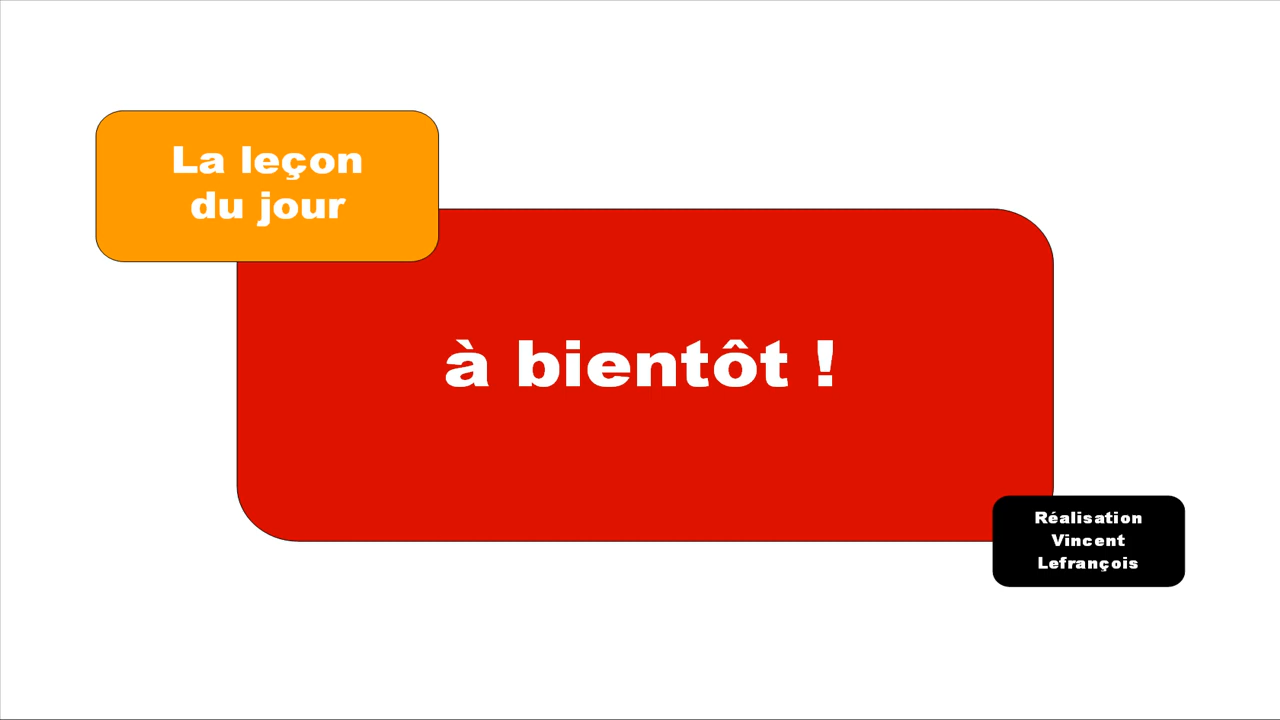 La leçon
du jour
à bientôt !
Réalisation
Vincent
Lefrançois